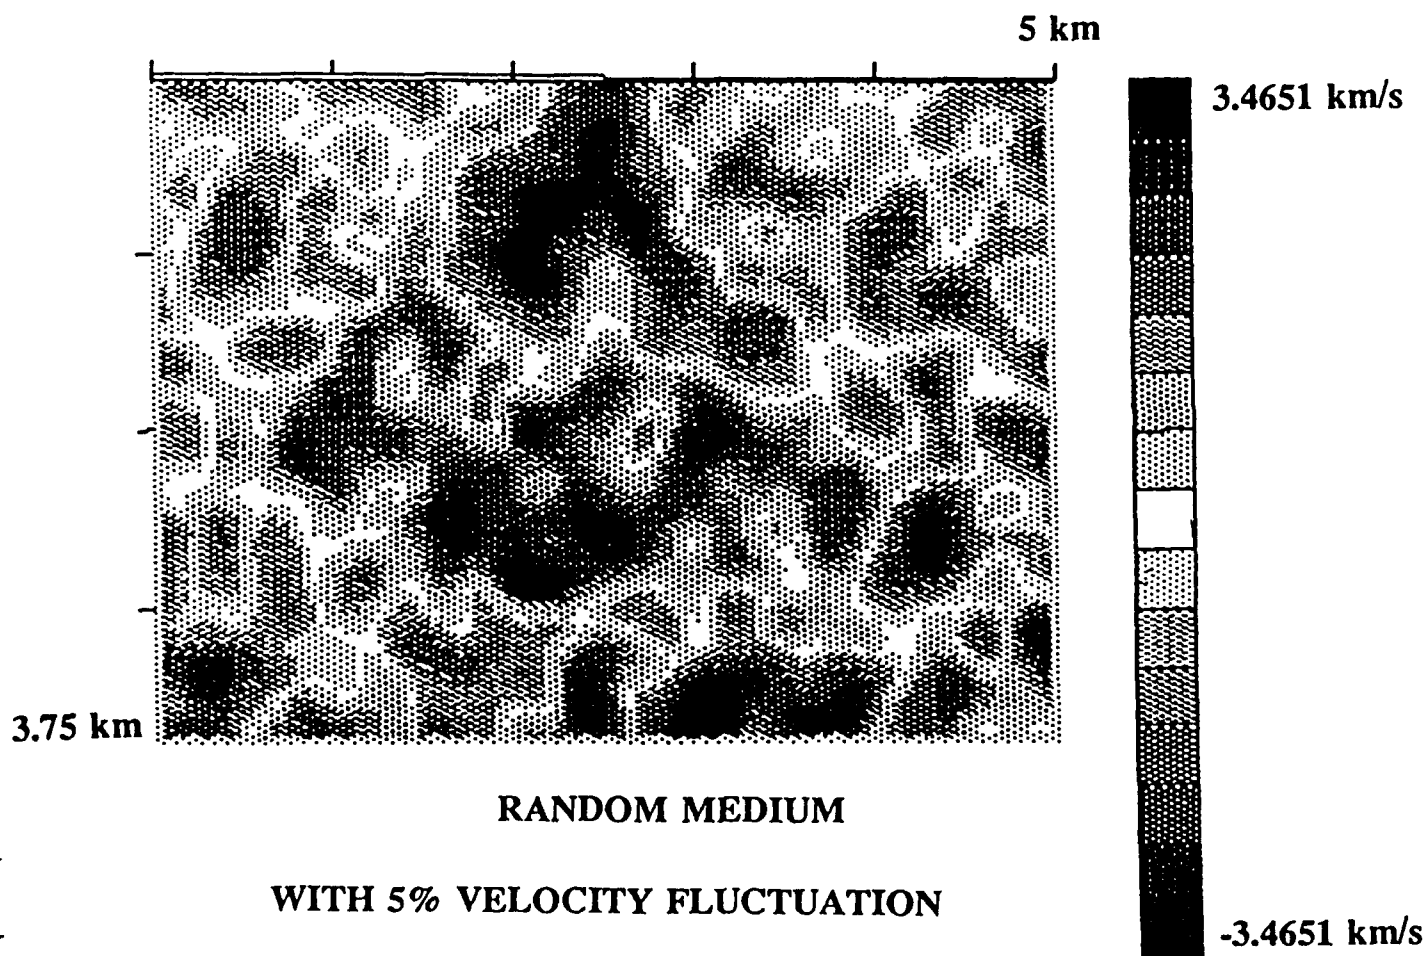 5 km
3.4651 km/s
3.75 km
RANDOM MEDIUM
WITH 5% VELOCITY FLUCTUATION
-3.4651 km/s